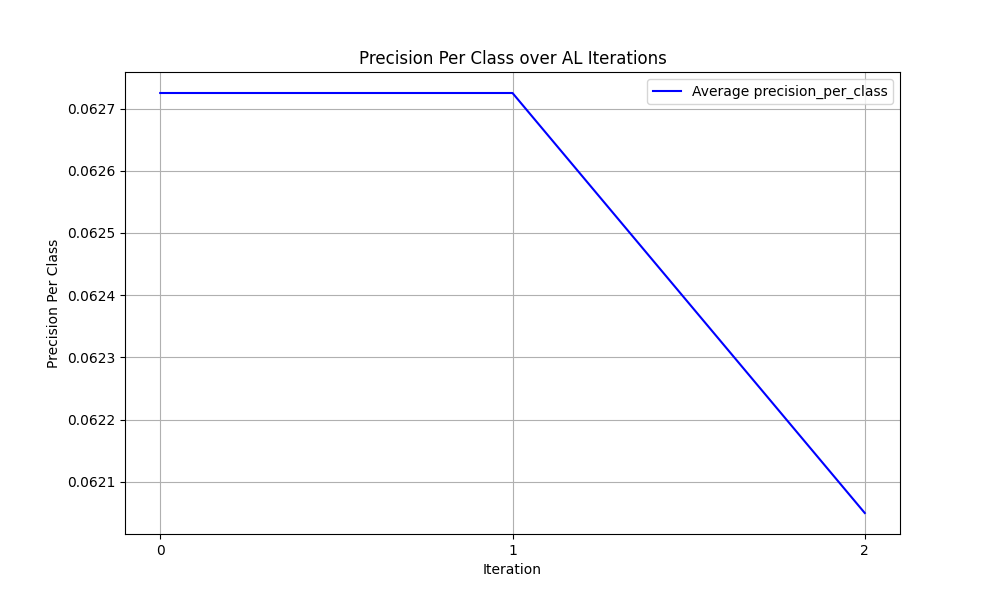 Precision Per Class over AL Iterations
Average precision_per_class
Precision Per Class
0.0627
0.0626
0.0625
0.0624
0.0623
0.0622
0.0621
0 1 2
Iteration